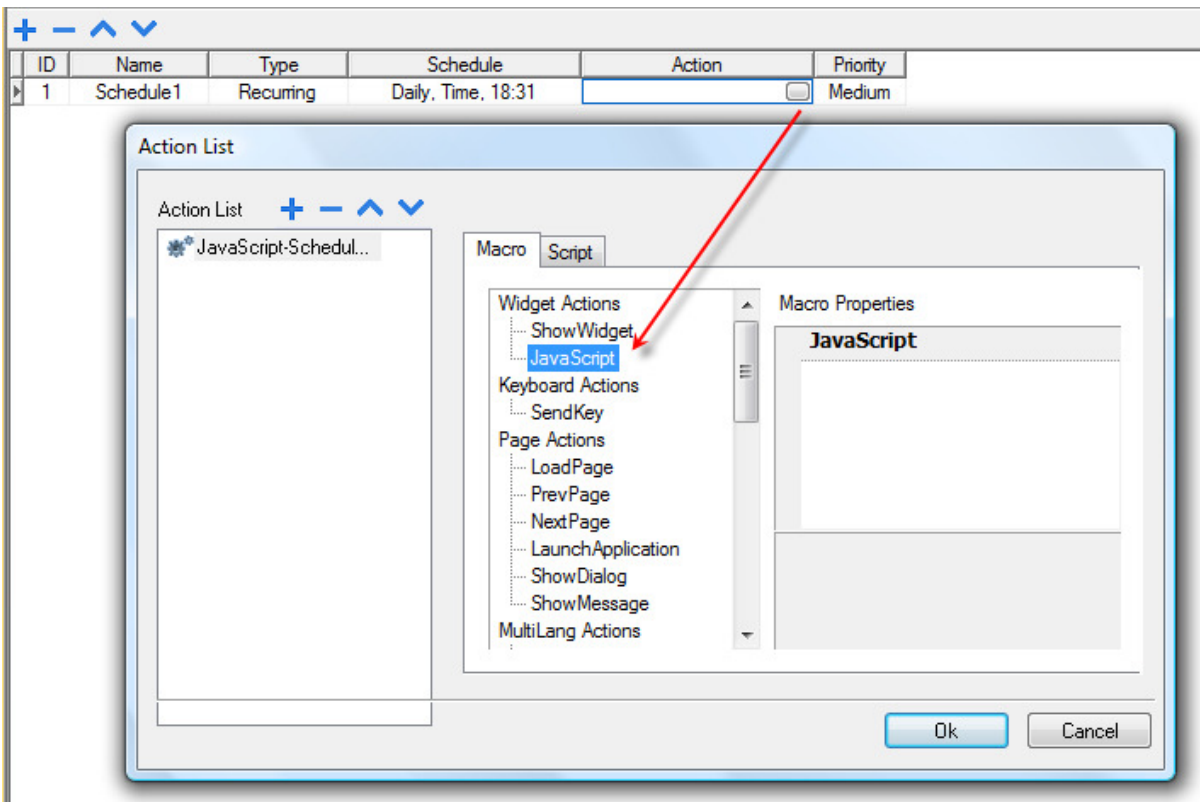 ID Name Type Schedule Action Priority
1 Schedule1 Recurring Daily, Time, 18:31 Medium
Action List
Action List
JavaScript-Schedul...
Macro Script
Widget Actions
ShowWidget
JavaScript
Keyboard Actions
SendKey
Page Actions
LoadPage
PrevPage
NextPage
LaunchApplication
ShowDialog
ShowMessage
MultiLang Actions
Macro Properties
JavaScript
Ok Cancel